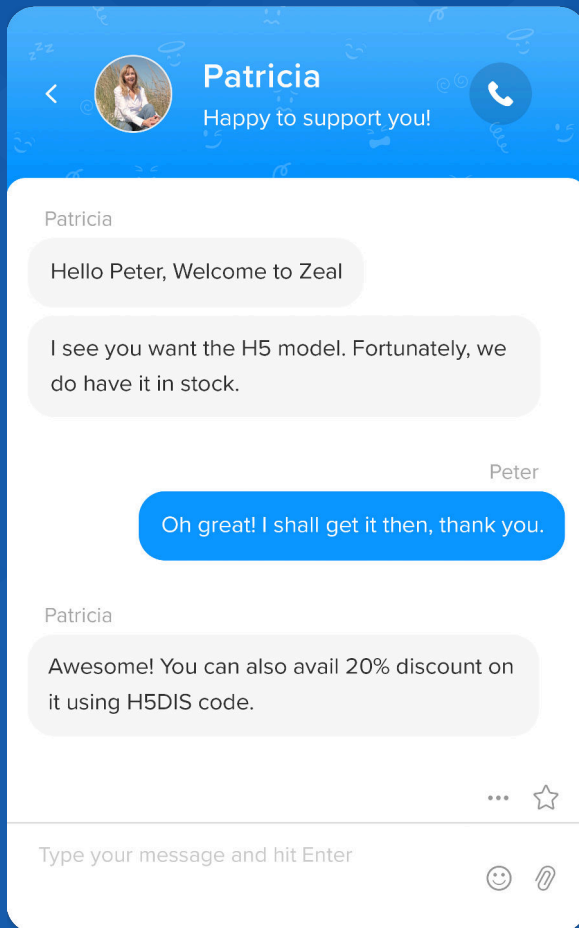 Patricia
Happy to support you!
Patricia
Hello Peter, Welcome to Zeal
I see you want the H5 model. Fortunately, we
do have it in stock.
Peter
Oh great! I shall get it then, thank you.
Patricia
Awesome! You can also avail 20% discount on
it using H5DIS code.
Type your message and hit Enter